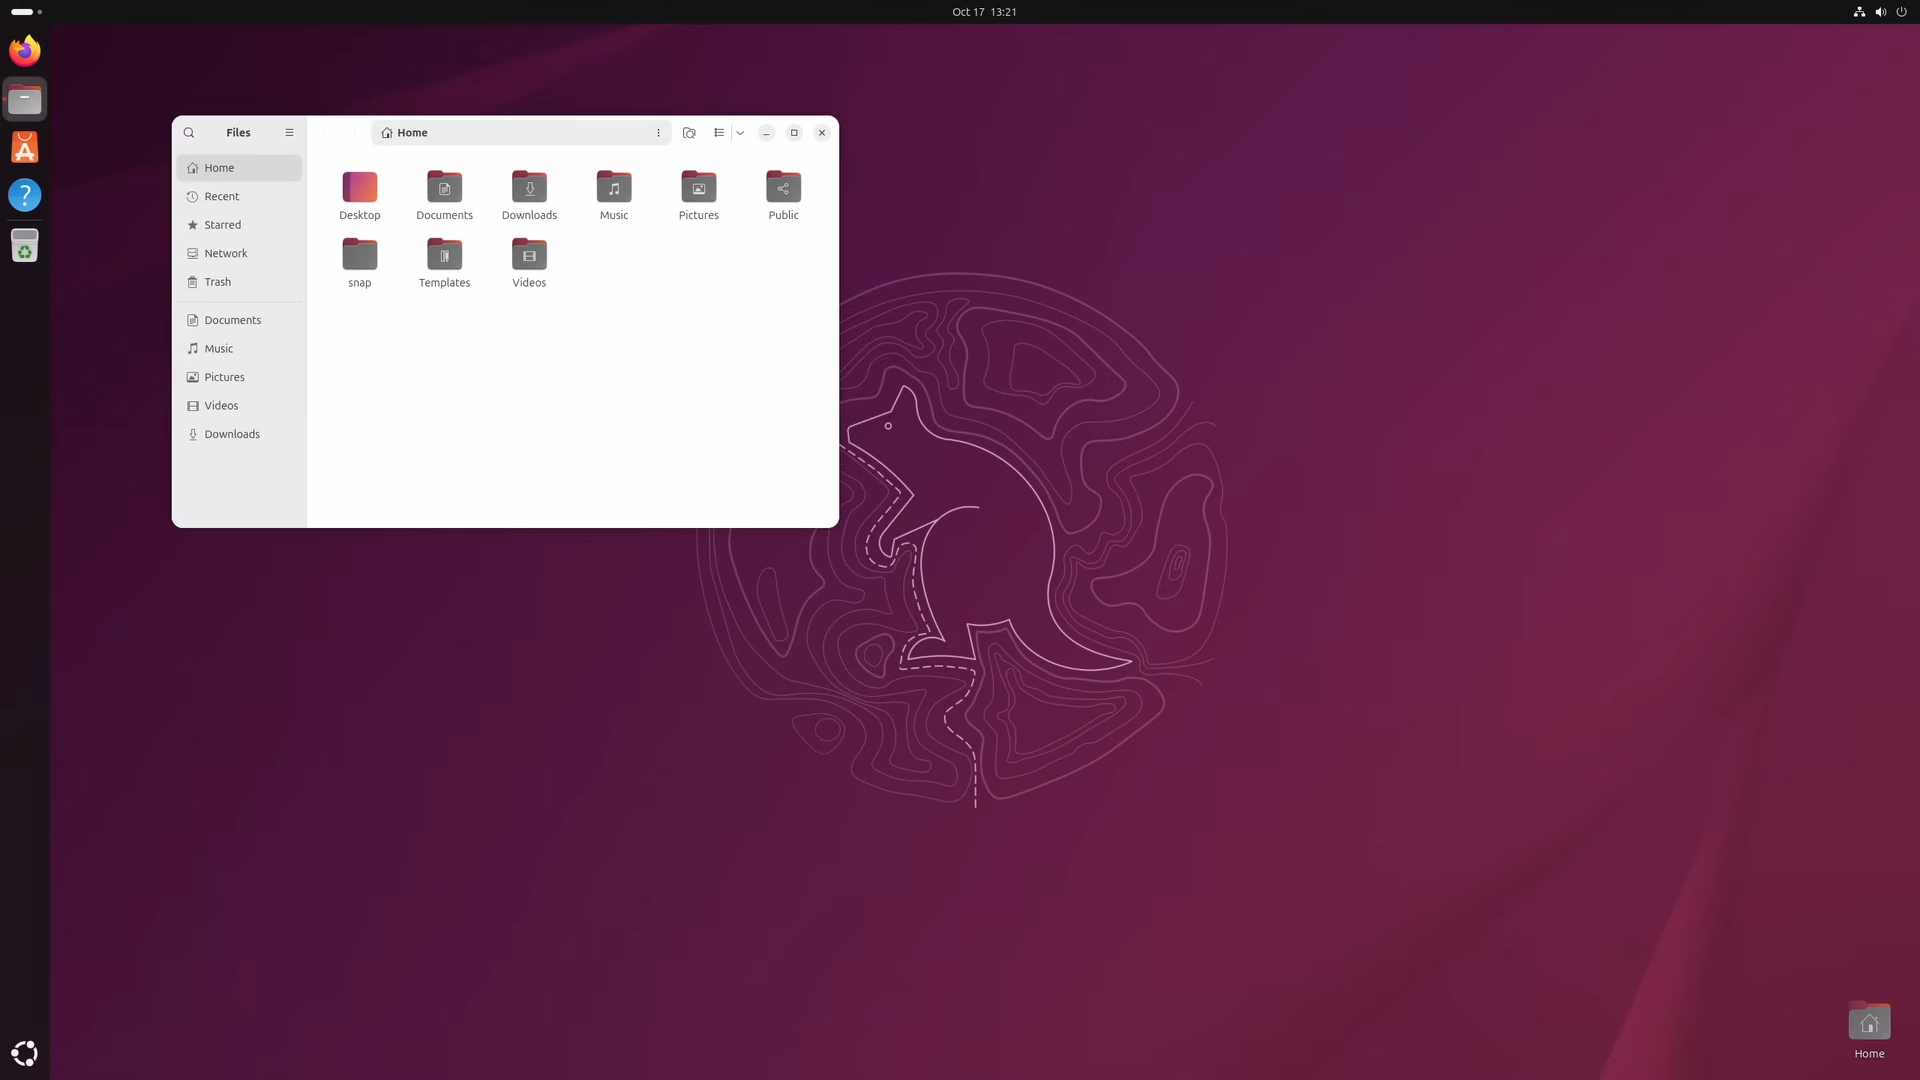 Oct 17 13:21
Files
Home
Home
Recent
Starred
Network
Trash
Documents
Music
Pictures
Videos
Downloads
Desktop
Documents
Downloads
Music
Pictures
Public
snap
Templates
Videos
Home